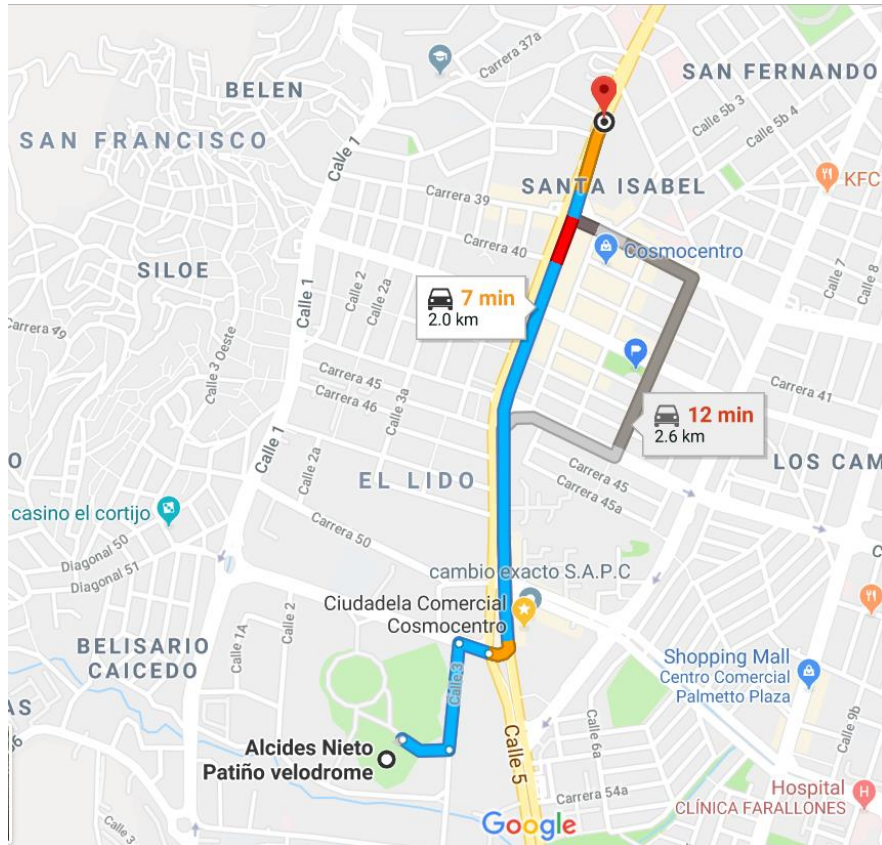 Carrera 37a
SAN FERNANDO
BELEN
Calle 5b 3
Calle 5b 4
SAN FRANCISCO
Calle 1
KFC
Carrera 39
SANTA ISABEL
Carrera 40
Cosmocentro
SILOE
Calle 2
Calle 2a
Calle 1
Calle 7
Calle 8
7 min
2.0 km
Carrera 49
Calle 3 Oeste
Carrera 45
Carrera 46
Calle 3a
Carrera 41
12 min
2.6 km
Calle 1
Calle 2a
EL LIDO
Carrera 45
Carrera 45a
LOS CAM
O
casino el cortijo
Carrera 50
Diagonal 50
Diagonal 51
C
cambio exacto S.A.P.C
Ciudadela Comercial
Cosmocentro
Calle 1A
Calle 2
BELISARIO
CAICEDO
Calle 3
Shopping Mall
Centro Comercial
Palmetto Plaza
AS
Calle 5
Calle 6a
Calle 9b
Alcides Nieto
Patiño velodrome
Carrera 54a
Hospital
CLÍNICA FARALLONES
H
P
Calle 3
Google